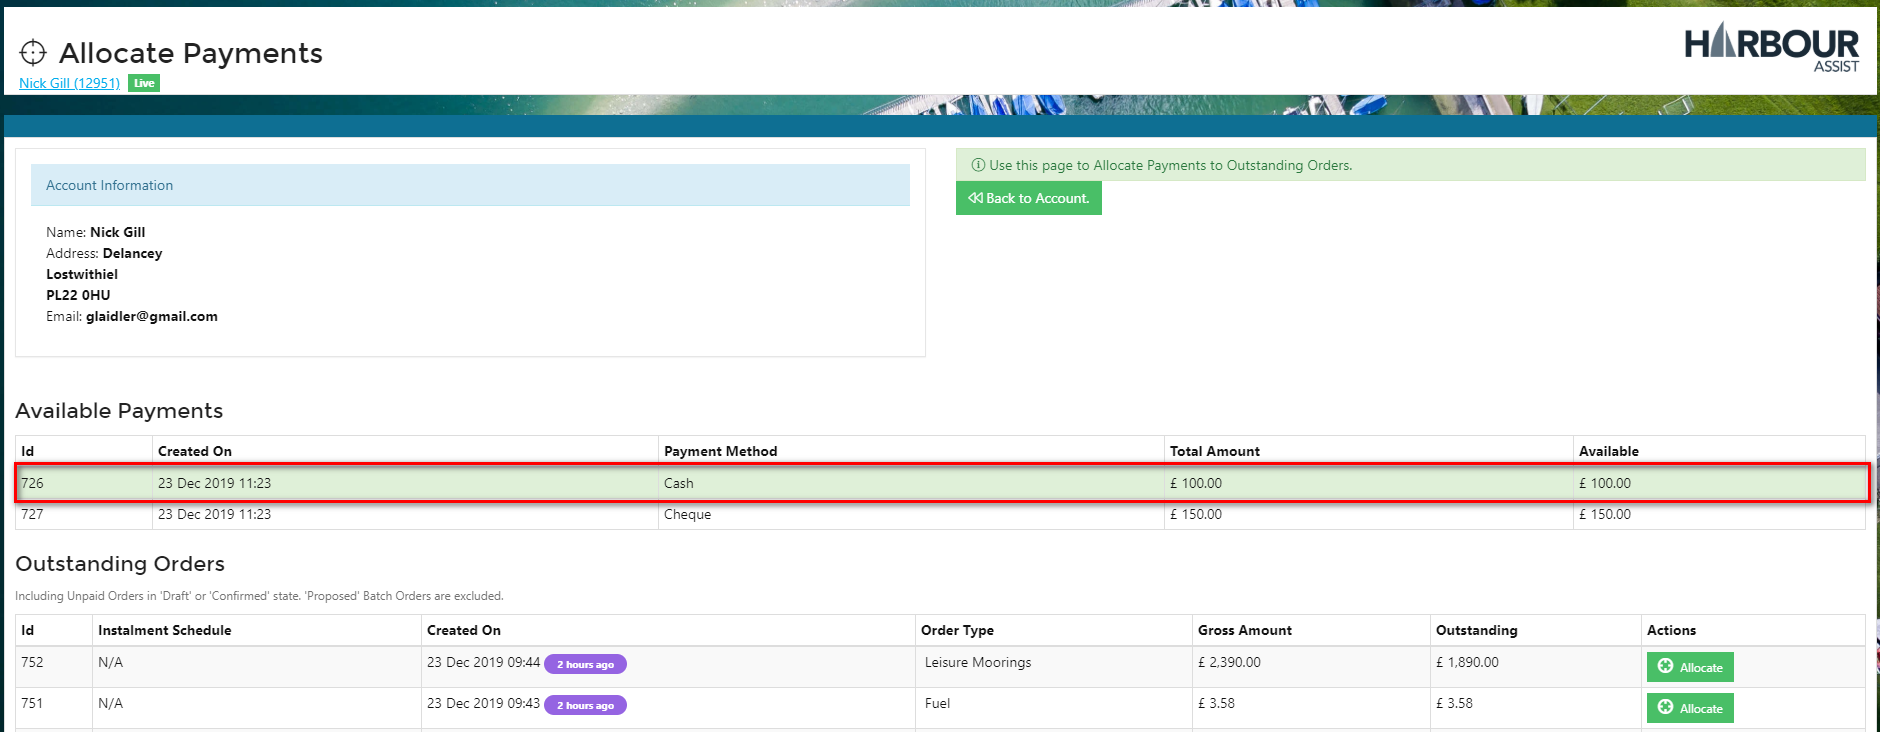 Allocate Payments
HARBOUR
ASSIST
Nick Gill (12951) Live
Account Information
Use this page to Allocate Payments to Outstanding Orders.
Back to Account.
Name: Nick Gill
Address: Delancey
Lostwithiel
PL22 0HU
Email: glaidler@gmail.com
Available Payments
Id Created On Payment Method Total Amount Available
726 23 Dec 2019 11:23 Cash £ 100.00 £ 100.00
727 23 Dec 2019 11:23 Cheque £ 150.00 £ 150.00
Outstanding Orders
Including Unpaid Orders in 'Draft' or 'Confirmed' state. 'Proposed' Batch Orders are excluded.
Id Instalment Schedule Created On Order Type Gross Amount Outstanding Actions
752 N/A 23 Dec 2019 09:44 2 hours ago Leisure Moorings £ 2,390.00 £ 1,890.00 Allocate
751 N/A 23 Dec 2019 09:43 2 hours ago Fuel £ 3.58 £ 3.58 Allocate